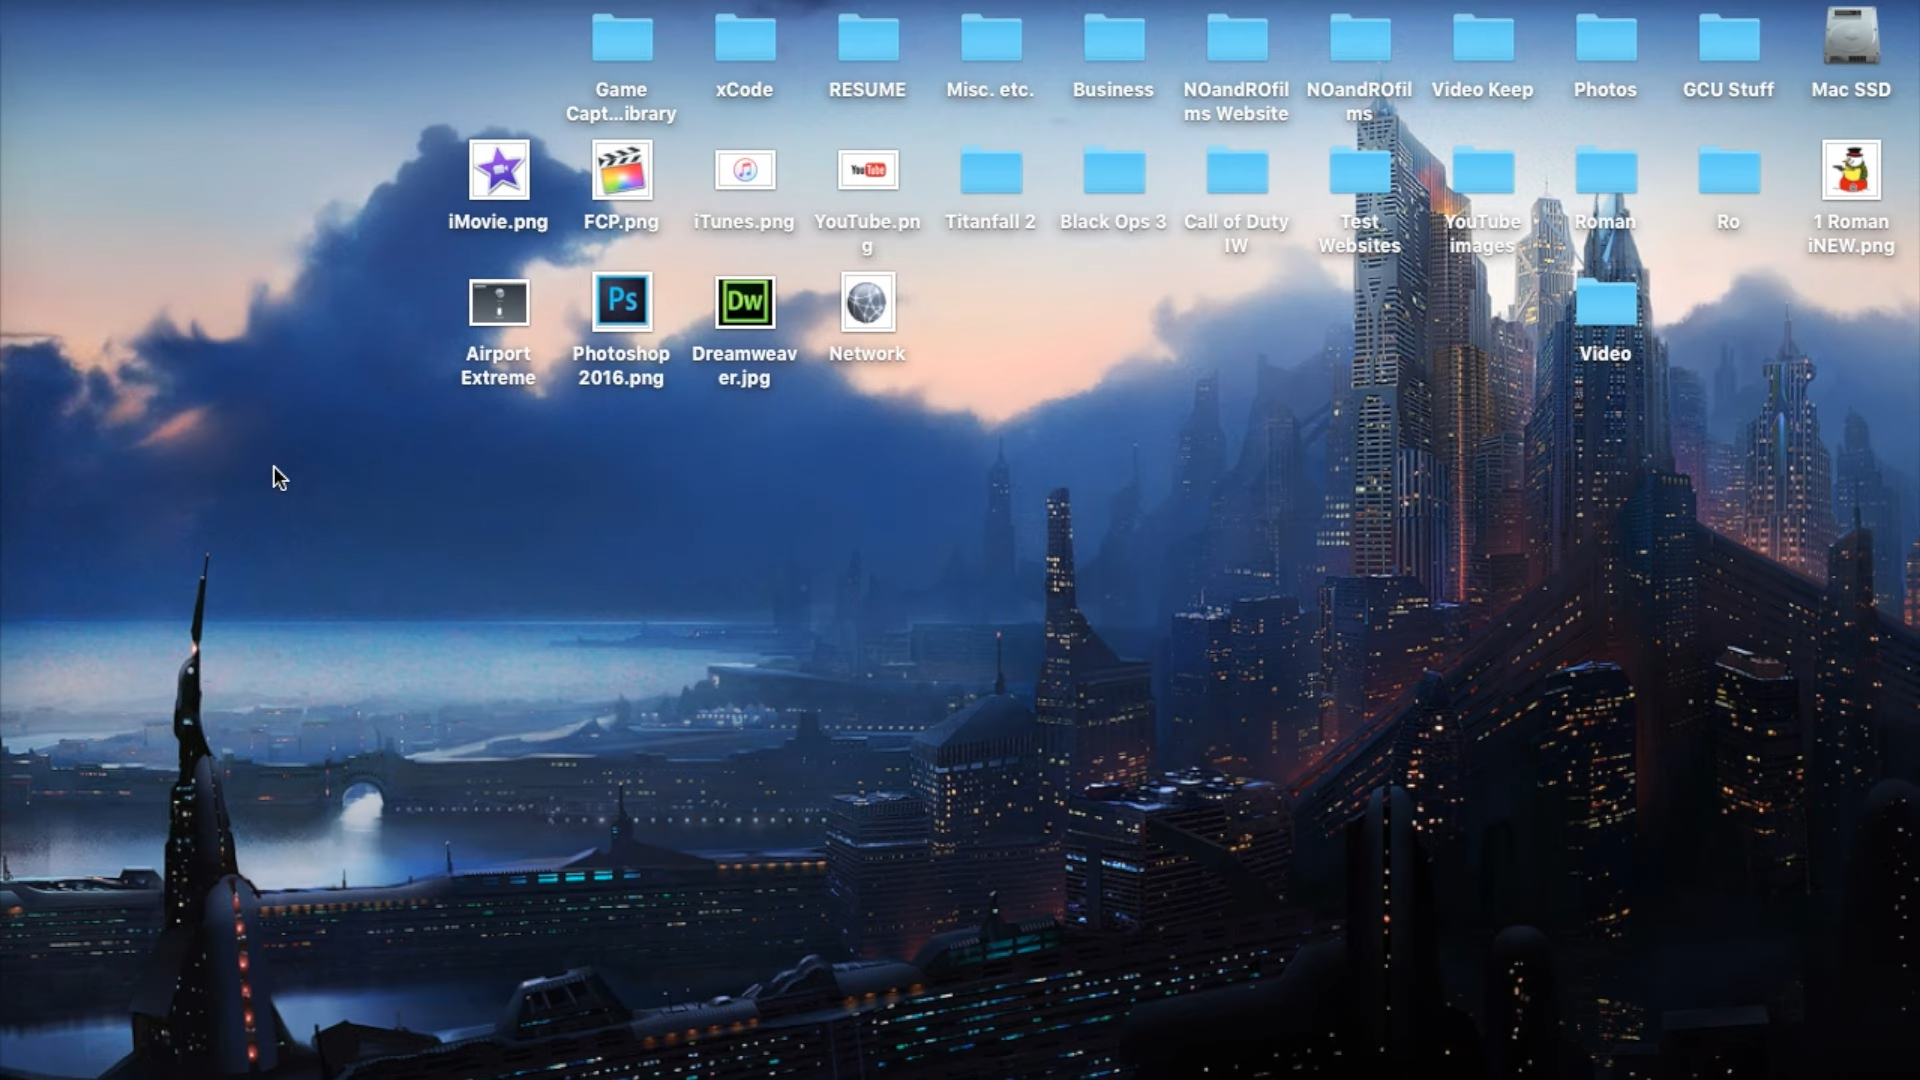 Game
Capt...ibrary
xCode
RESUME
Misc. etc.
Business
NOandROfil
ms Website
NOandROfil
ms
Video Keep
Photos
GCU Stuff
Mac SSD
iMovie.png
FCP.png
iTunes.png
YouTube
YouTube.pn
g
Titanfall 2
Black Ops 3
Call of Duty
IW
Test
Websites
YouTube
images
Roman
Ro
1 Roman
iNEW.png
Airport
Extreme
Ps
Photoshop
2016.png
Dw
Dreamweav
er.jpg
Network
Video